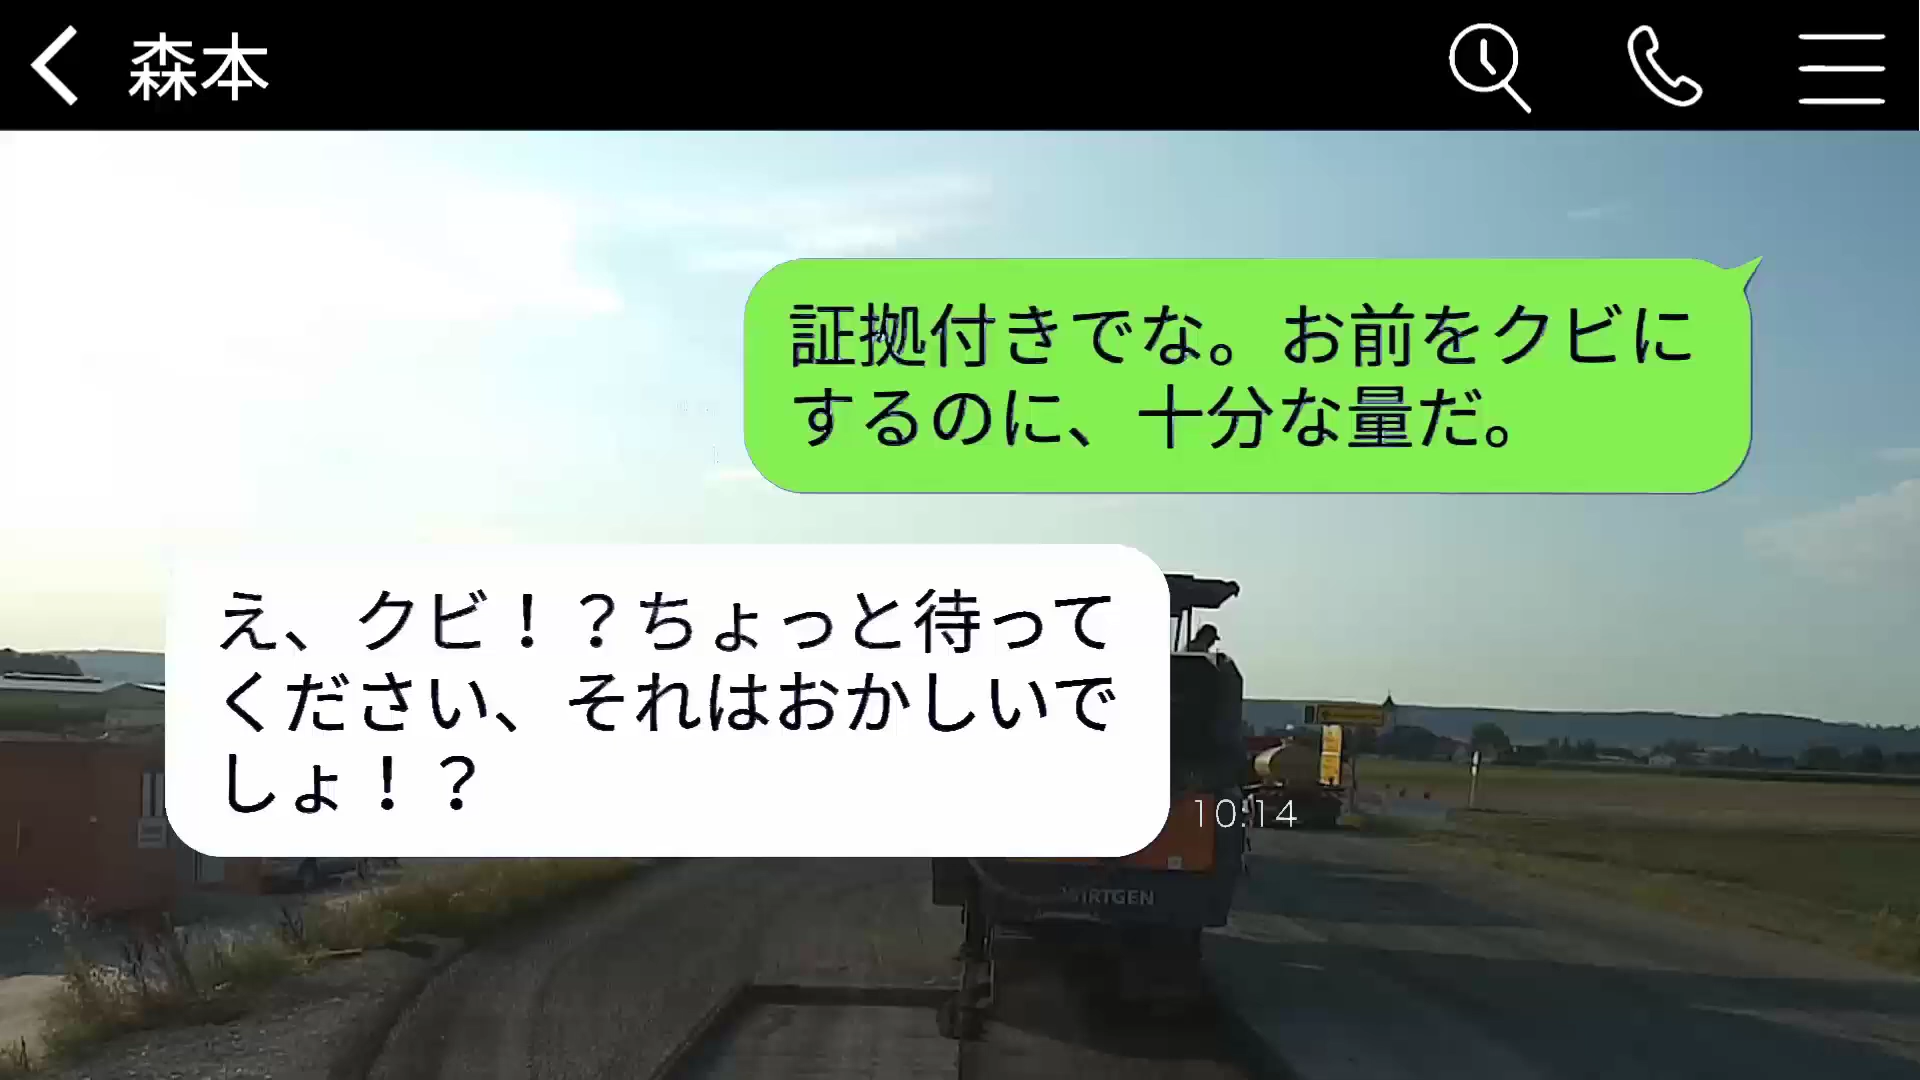 森本
証拠付きでな。お前をクビに
するのに、十分な量だ。
え、クビ！？ちょっと待って
ください、それはおかしいで
しょ！？
10:14
WIRTGEN